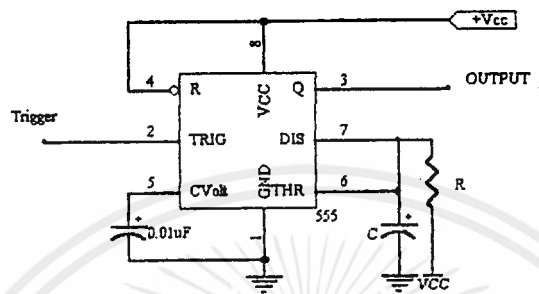 +Vcc
8
4
3
OUTPUT
R
VCC
Q
Trigger
2
7
TRIG
DIS
5
6
CVolt
GND
THR
R
0.01uF
1
555
C
VCC